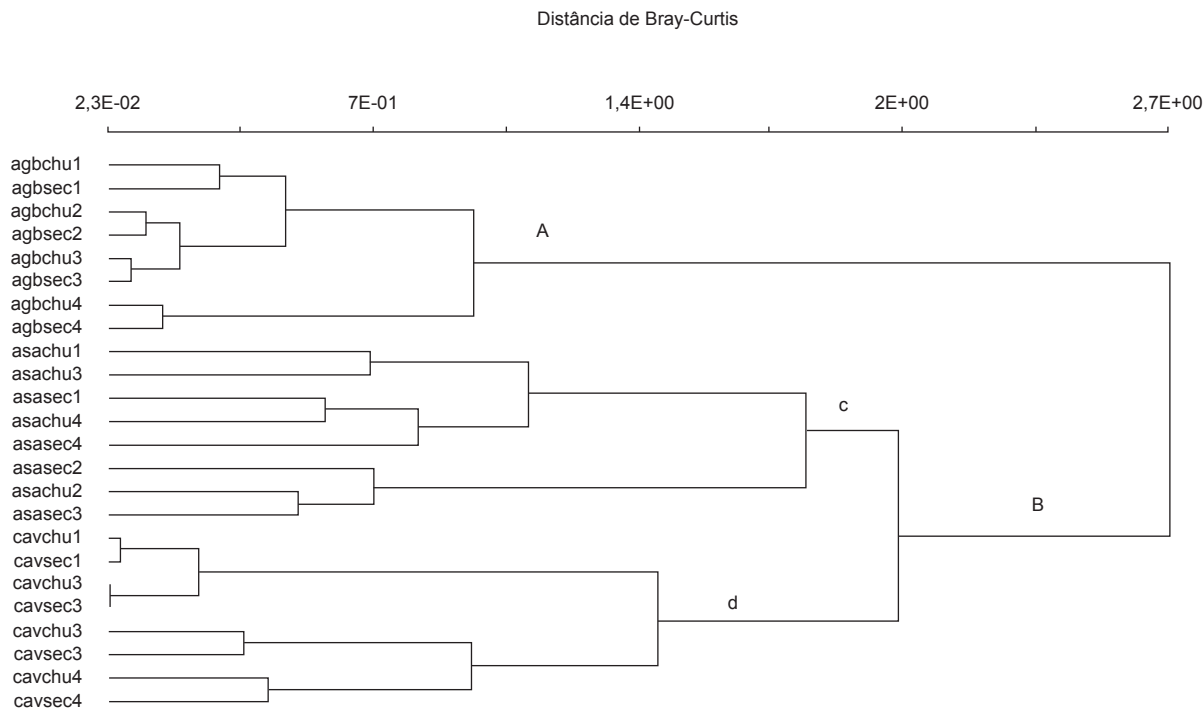 Distância de Bray-Curtis
2,3E-02 7E-01 1,4E+00 2E+00 2,7E+00
agbchu1
agbsec1
agbchu2
agbsec2
A
agbchu3
agbsec3
agbchu4
agbsec4
asachu1
asachu3
asasec1
c
asachu4
asasec4
asasec2
asachu2
B
asasec3
cavchu1
cavsec1
cavchu3
cavsec3
d
cavchu3
cavsec3
cavchu4
cavsec4